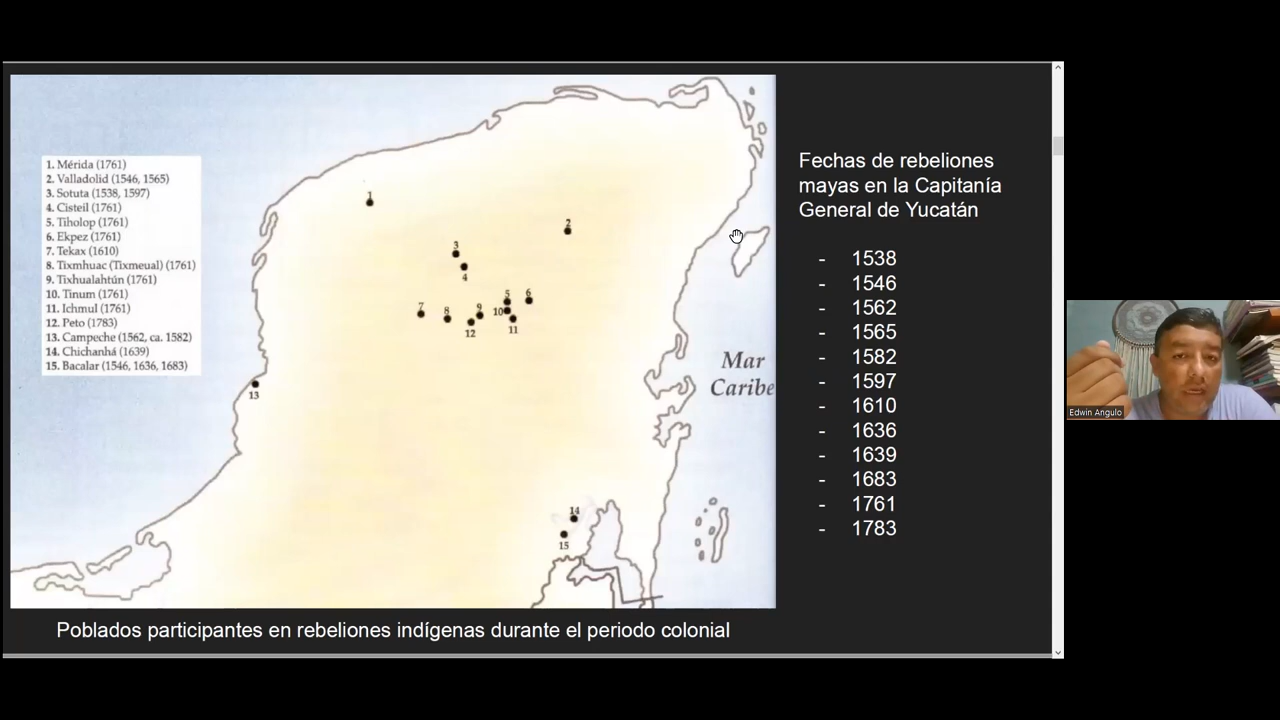 1. Mérida (1761)
2. Valladolid (1546, 1565)
3. Sotuta (1538, 1597)
4. Cisteil (1761)
5. Tiholop (1761)
6. Ekpez (1761)
7. Tekax (1610)
8. Tixmhuac (Tixmeual) (1761)
9. Tixhualahtún (1761)
10. Tinum (1761)
11. Ichmul (1761)
12. Peto (1783)
13. Campeche (1562, ca. 1582)
14. Chichanhá (1639)
15. Bacalar (1546, 1636, 1683)
1
2
3
4
5
6
7
8
9
10
11
12
13
14
15
Mar
Caribe
Poblados participantes en rebeliones indígenas durante el periodo colonial
Fechas de rebeliones
mayas en la Capitanía
General de Yucatán
- 1538
- 1546
- 1562
- 1565
- 1582
- 1597
- 1610
- 1636
- 1639
- 1683
- 1761
- 1783
Edwin Angulo